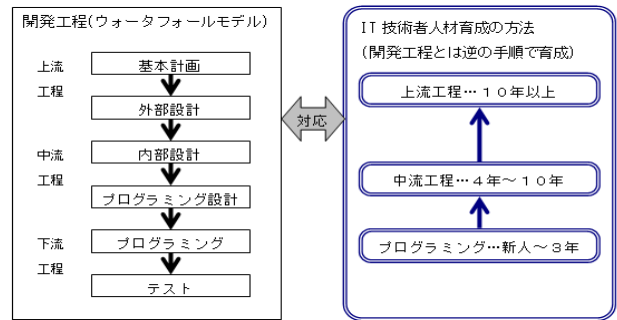 開発工程(ウォータフォールモデル)
上流
工程
基本計画
外部設計
中流
工程
内部設計
プログラミング設計
下流
工程
プログラミング
テスト
対応
IT技術者人材育成の方法
(開発工程とは逆の手順で育成)
上流工程…10年以上
中流工程…4年～10年
プログラミング…新人～3年